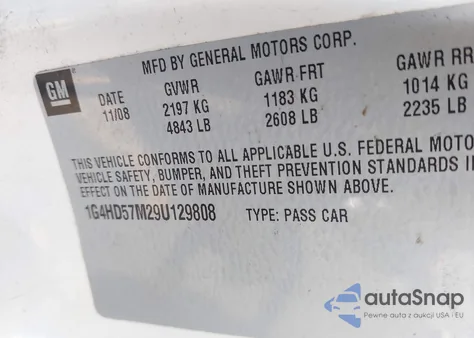 GM
MFD BY GENERAL MOTORS CORP.
DATE GVWR GAWR FRT GAWR RR
11/08 2197 KG 1183 KG 1014 KG
4843 LB 2608 LB 2235 LB
THIS VEHICLE CONFORMS TO ALL APPLICABLE U.S. FEDERAL MOTO
VEHICLE SAFETY, BUMPER, AND THEFT PREVENTION STANDARDS IN
EFFECT ON THE DATE OF MANUFACTURE SHOWN ABOVE.
1G4HD57M29U129808 TYPE: PASS CAR
autoSnap
Pewne auta z aukcji USA i EU